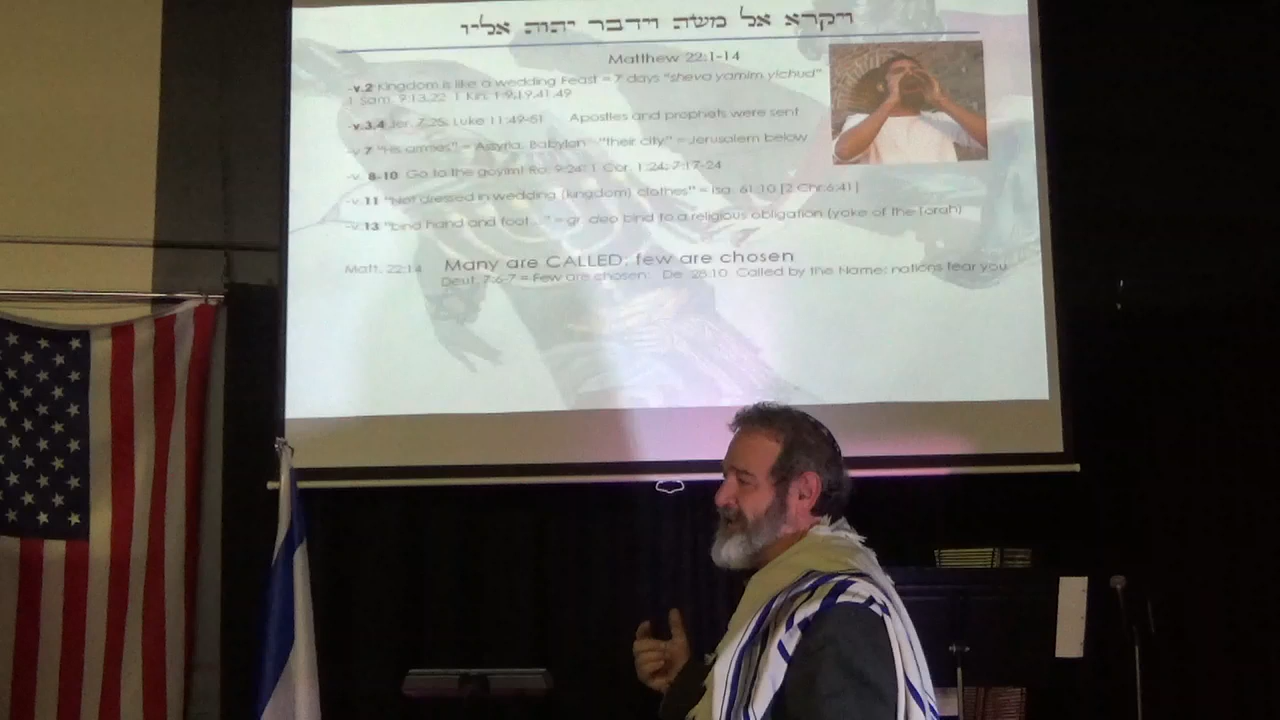 ויקרא אל משה וידבר יהוה אליו
Matthew 22:1-14
-v.2 Kingdom is like a wedding Feast = 7 days "sheva yamim yichud"
1 Sam. 9:13,22 1 Kin. 1:9,19,41,49
-v.3,4 Jer. 7:25; Luke 11:49-51 Apostles and prophets were sent
-v.7 "His armies" = Assyria, Babylon "their city" = Jerusalem below
-v. 8-10 Go to the goyim! Ro. 9:24; 1 Cor. 1:24; 7:17-24
-v.11 "Not dressed in wedding (kingdom) clothes" = Isa. 61:10 [2 Chr.6:41]
-v.13 "bind hand and foot..." = gr. deo bind to a religious obligation (yoke of the Torah)
Matt. 22:14 Many are CALLED; few are chosen
Deut. 7:6-7 = Few are chosen: De. 28:10 Called by the Name; nations fear you